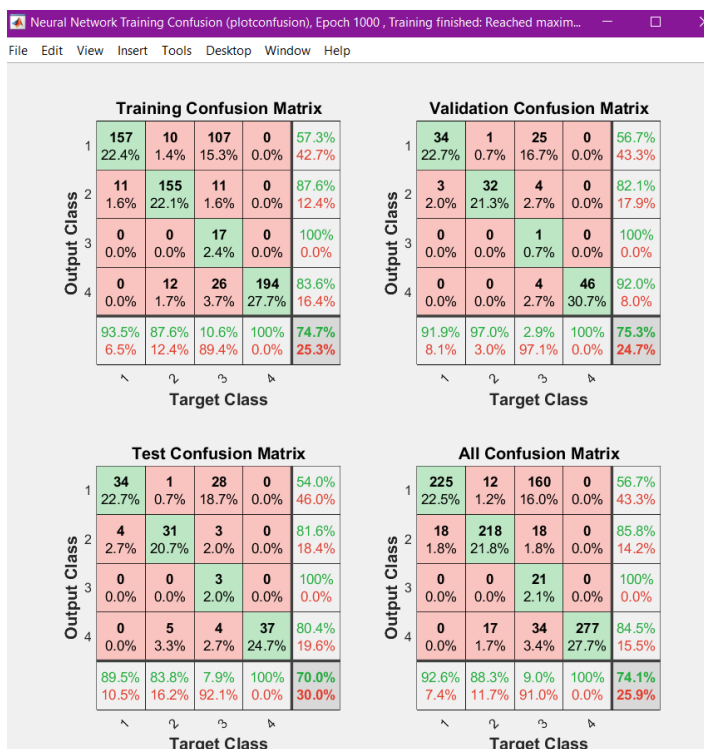 Neural Network Training Confusion (plotconfusion), Epoch 1000 , Training finished: Reached maxim...
File Edit View Insert Tools Desktop Window Help
Training Confusion Matrix
1 157 10 107 0 57.3%
22.4% 1.4% 15.3% 0.0% 42.7%
2 11 155 11 0 87.6%
1.6% 22.1% 1.6% 0.0% 12.4%
3 0 0 17 0 100%
0.0% 0.0% 2.4% 0.0% 0.0%
4 0 12 26 194 83.6%
0.0% 1.7% 3.7% 27.7% 16.4%
93.5% 87.6% 10.6% 100% 74.7%
6.5% 12.4% 89.4% 0.0% 25.3%
1 2 3 4
Output Class
Target Class
Validation Confusion Matrix
1 34 1 25 0 56.7%
22.7% 0.7% 16.7% 0.0% 43.3%
2 3 32 4 0 82.1%
2.0% 21.3% 2.7% 0.0% 17.9%
3 0 0 1 0 100%
0.0% 0.0% 0.7% 0.0% 0.0%
4 0 0 4 46 92.0%
0.0% 0.0% 2.7% 30.7% 8.0%
91.9% 97.0% 2.9% 100% 75.3%
8.1% 3.0% 97.1% 0.0% 24.7%
1 2 3 4
Output Class
Target Class
Test Confusion Matrix
1 34 1 28 0 54.0%
22.7% 0.7% 18.7% 0.0% 46.0%
2 4 31 3 0 81.6%
2.7% 20.7% 2.0% 0.0% 18.4%
3 0 0 3 0 100%
0.0% 0.0% 2.0% 0.0% 0.0%
4 0 5 4 37 80.4%
0.0% 3.3% 2.7% 24.7% 19.6%
89.5% 83.8% 7.9% 100% 70.0%
10.5% 16.2% 92.1% 0.0% 30.0%
1 2 3 4
Output Class
Target Class
All Confusion Matrix
1 225 12 160 0 56.7%
22.5% 1.2% 16.0% 0.0% 43.3%
2 18 218 18 0 85.8%
1.8% 21.8% 1.8% 0.0% 14.2%
3 0 0 21 0 100%
0.0% 0.0% 2.1% 0.0% 0.0%
4 0 17 34 277 84.5%
0.0% 1.7% 3.4% 27.7% 15.5%
92.6% 88.3% 9.0% 100% 74.1%
7.4% 11.7% 91.0% 0.0% 25.9%
1 2 3 4
Output Class
Target Class